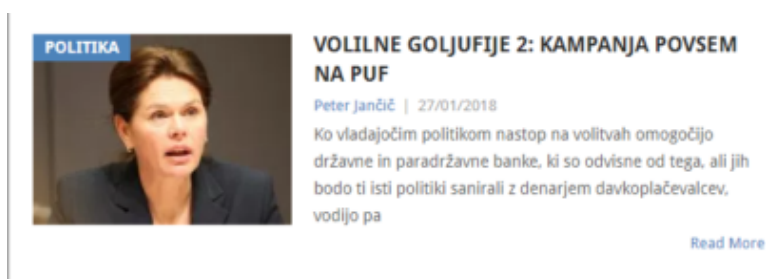 POLITIKA
VOLILNE GOLJUFIJE 2: KAMPANJA POVSEM
NA PUF
Peter Jančič | 27/01/2018
Ko vladajočim politikom nastop na volitvah omogočijo
državne in paradržavne banke, ki so odvisne od tega, ali jih
bodo ti isti politiki sanirali z denarjem davkoplačevalcev,
vodijo pa
Read More